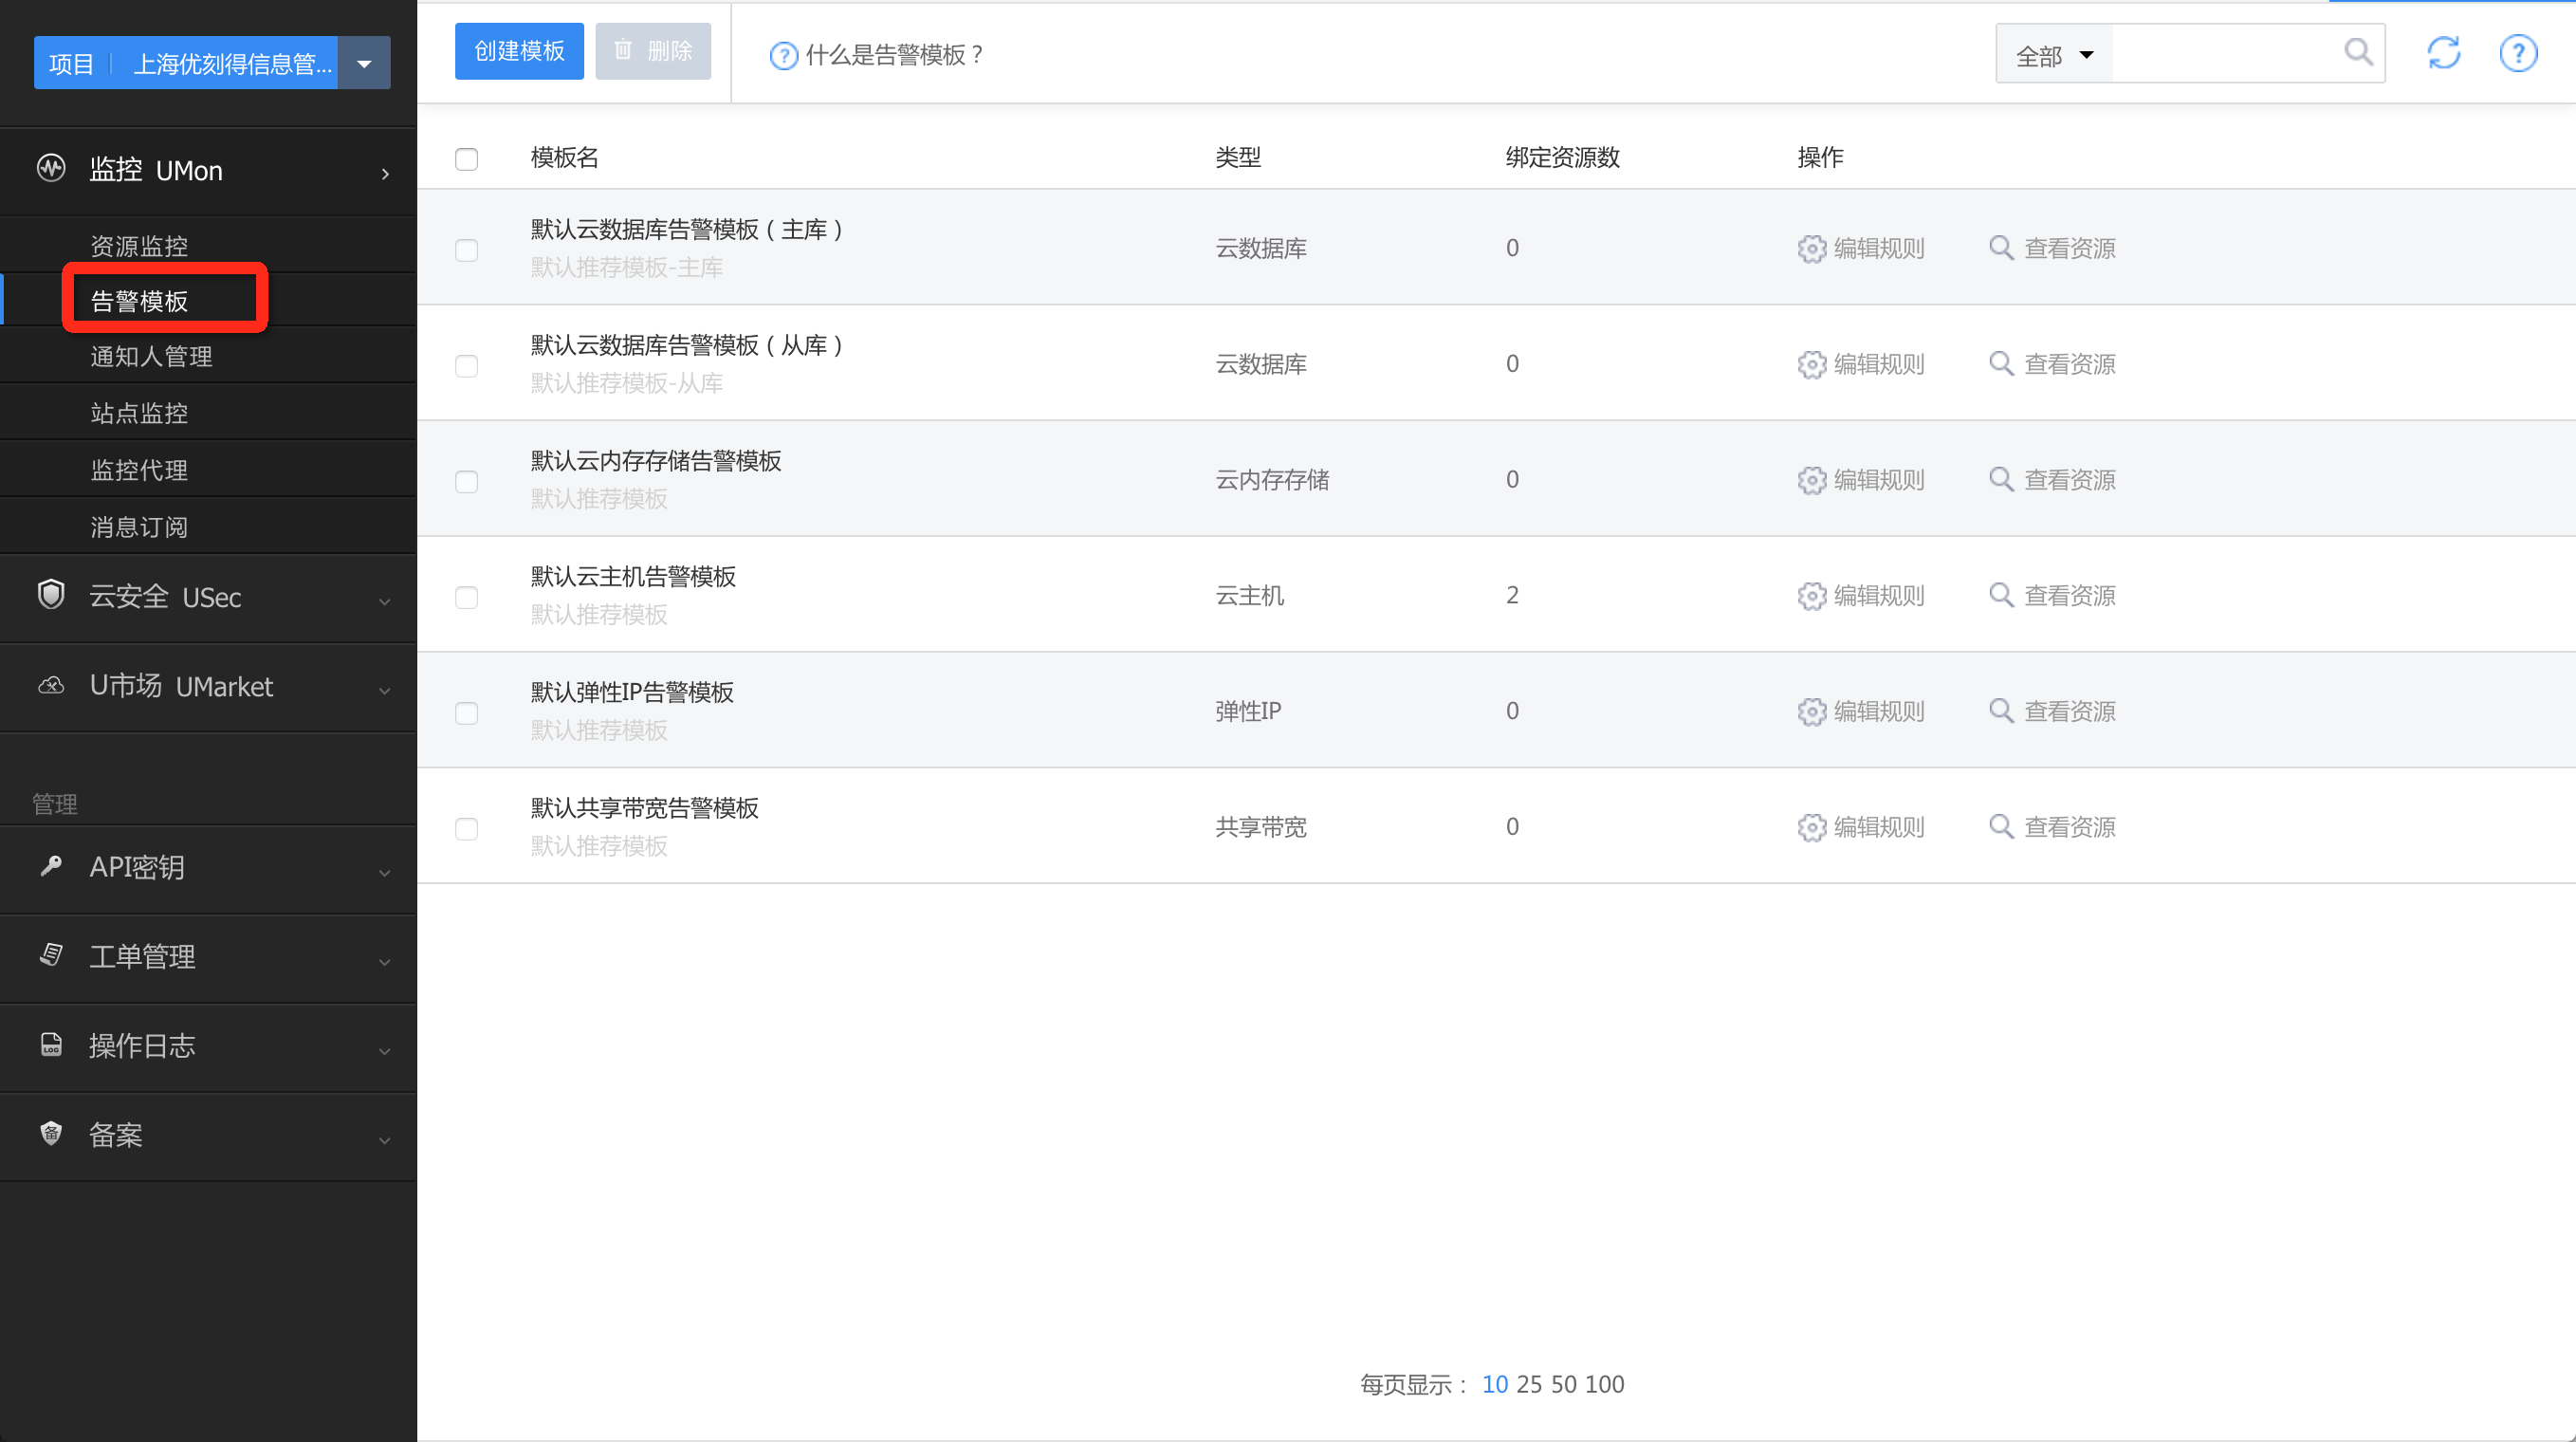 项目 上海优刻得信息管...
监控 UMon
资源监控
告警模板
通知人管理
站点监控
监控代理
消息订阅
云安全 USec
U市场 UMarket
管理
API密钥
工单管理
LOG 操作日志
备 备案
创建模板 删除 ? 什么是告警模板？ 全部 ?
模板名 类型 绑定资源数 操作
默认云数据库告警模板（主库）
默认推荐模板-主库
云数据库 0 编辑规则 查看资源
默认云数据库告警模板（从库）
默认推荐模板-从库
云数据库 0 编辑规则 查看资源
默认云内存存储告警模板
默认推荐模板
云内存存储 0 编辑规则 查看资源
默认云主机告警模板
默认推荐模板
云主机 2 编辑规则 查看资源
默认弹性IP告警模板
默认推荐模板
弹性IP 0 编辑规则 查看资源
默认共享带宽告警模板
默认推荐模板
共享带宽 0 编辑规则 查看资源
每页显示： 10 25 50 100